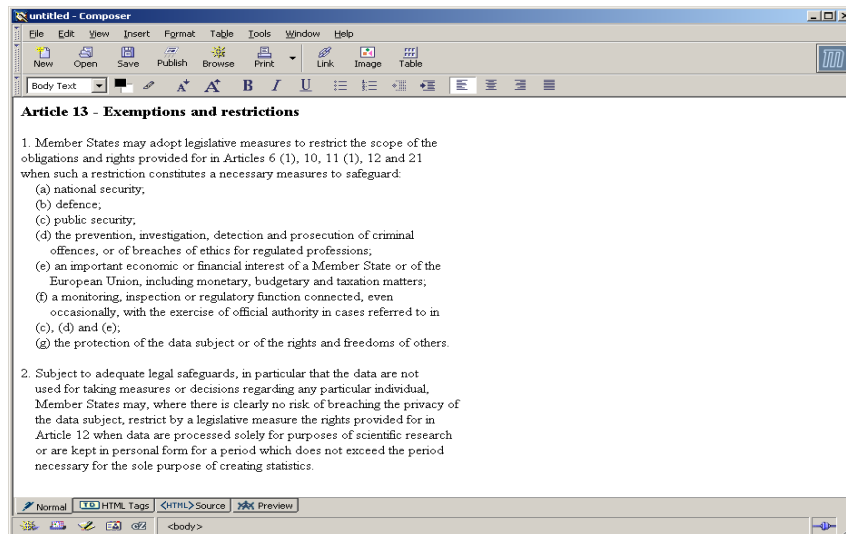 untitled - Composer
File Edit View Insert Format Table Tools Window Help
New Open Save Publish Browse Print Link Image Table
Body Text B I U
Article 13 - Exemptions and restrictions
1. Member States may adopt legislative measures to restrict the scope of the
obligations and rights provided for in Articles 6 (1), 10, 11 (1), 12 and 21
when such a restriction constitutes a necessary measures to safeguard:
(a) national security;
(b) defence;
(c) public security;
(d) the prevention, investigation, detection and prosecution of criminal
offences, or of breaches of ethics for regulated professions;
(e) an important economic or financial interest of a Member State or of the
European Union, including monetary, budgetary and taxation matters;
(f) a monitoring, inspection or regulatory function connected, even
occasionally, with the exercise of official authority in cases referred to in
(c), (d) and (e);
(g) the protection of the data subject or of the rights and freedoms of others.
2. Subject to adequate legal safeguards, in particular that the data are not
used for taking measures or decisions regarding any particular individual,
Member States may, where there is clearly no risk of breaching the privacy of
the data subject, restrict by a legislative measure the rights provided for in
Article 12 when data are processed solely for purposes of scientific research
or are kept in personal form for a period which does not exceed the period
necessary for the sole purpose of creating statistics.
Normal TD HTML Tags <HTML> Source Preview
<body>